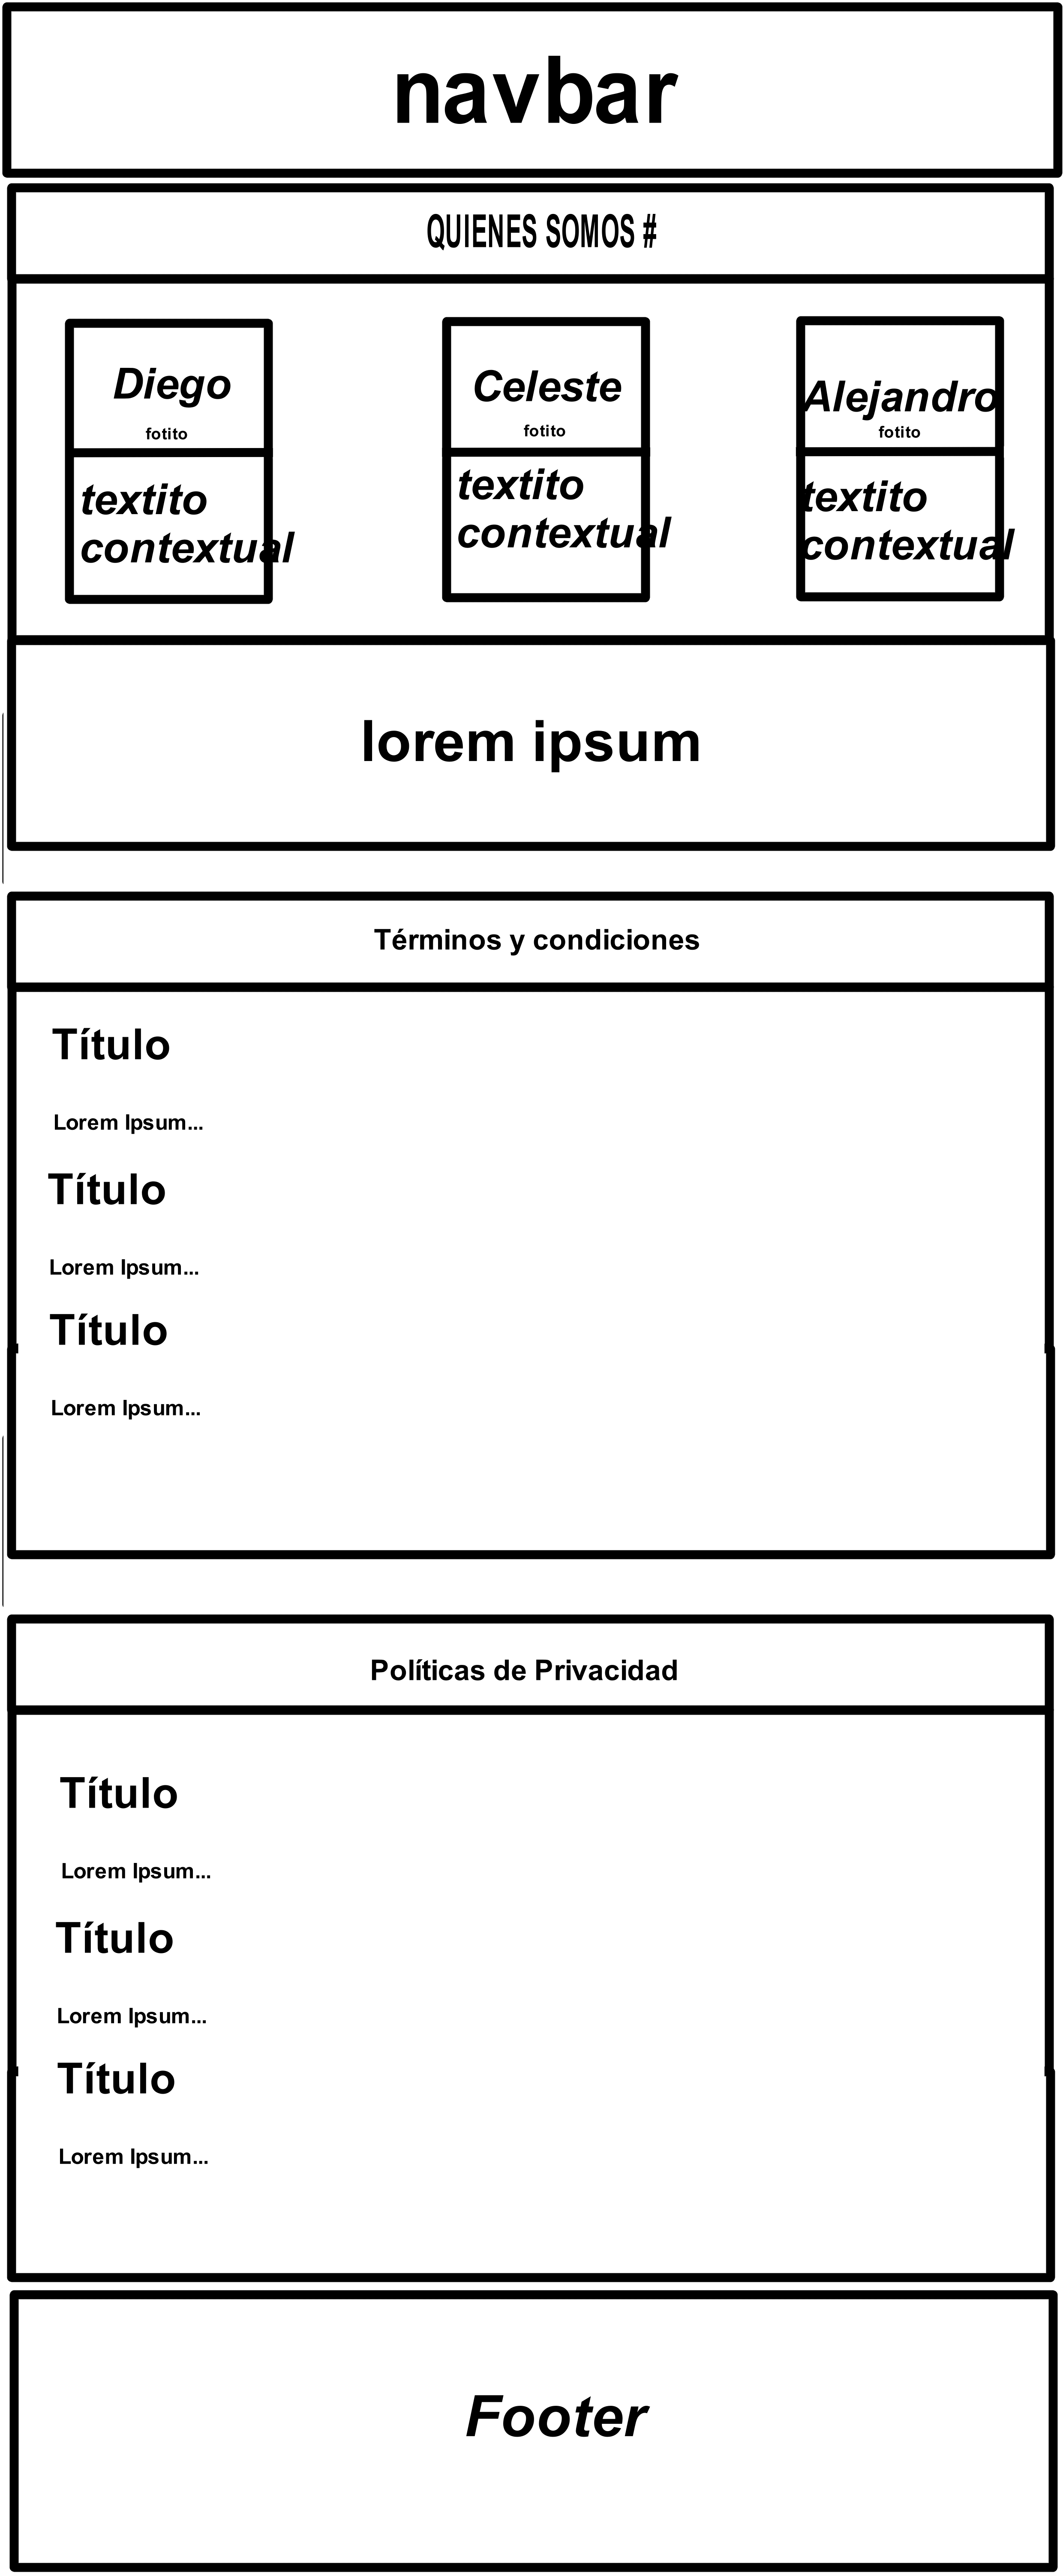 navbar
QUIENES SOMOS #
Diego
fotito
textito
contextual
Celeste
fotito
textito
contextual
Alejandro
fotito
textito
contextual
lorem ipsum
Términos y condiciones
Título
Lorem Ipsum...
Título
Lorem Ipsum...
Título
Lorem Ipsum...
Políticas de Privacidad
Título
Lorem Ipsum...
Título
Lorem Ipsum...
Título
Lorem Ipsum...
Footer